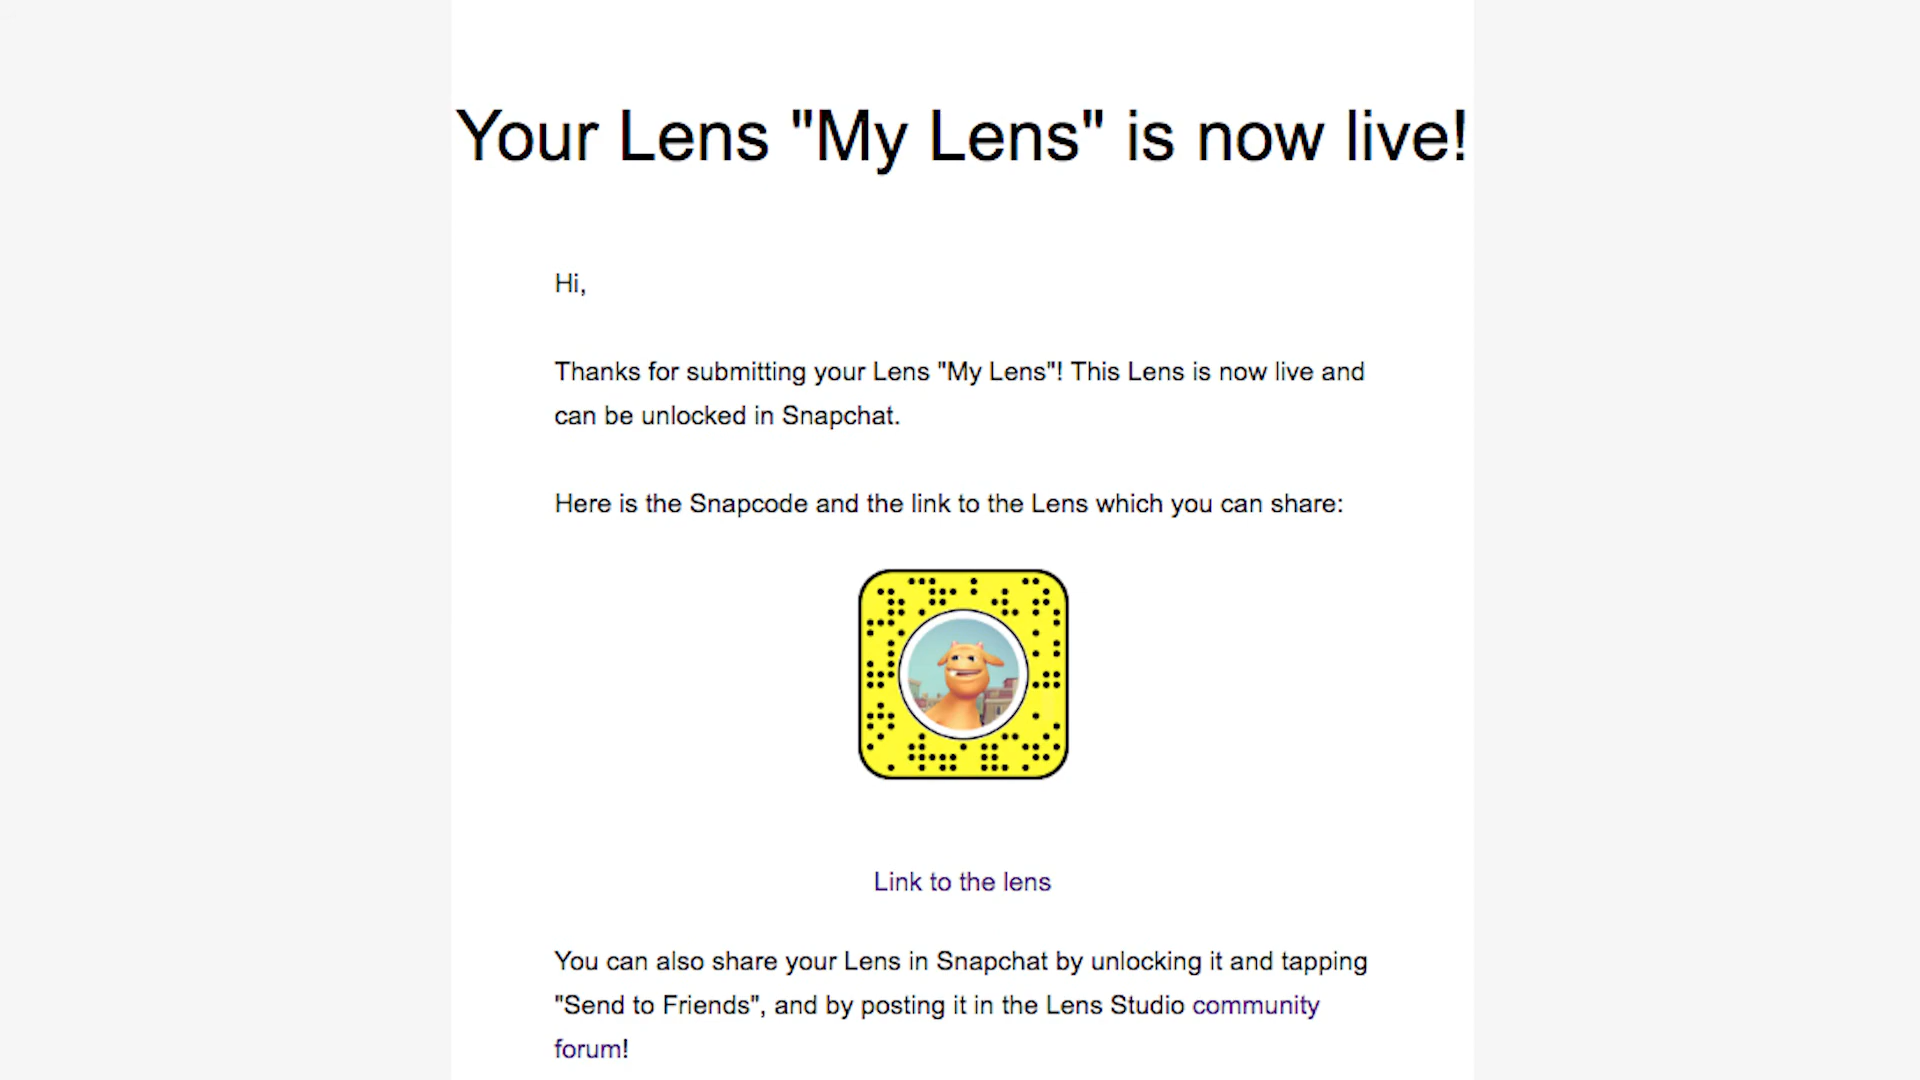 Your Lens "My Lens" is now live!
Hi,
Thanks for submitting your Lens "My Lens"! This Lens is now live and
can be unlocked in Snapchat.
Here is the Snapcode and the link to the Lens which you can share:
Link to the lens
You can also share your Lens in Snapchat by unlocking it and tapping
"Send to Friends", and by posting it in the Lens Studio community
forum!